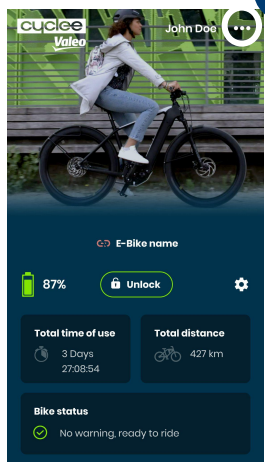 cyclee
Valeo
John Doe
E-Bike name
87%
Unlock
Total time of use
3 Days
27:08:54
Total distance
427 km
Bike status
No warning, ready to ride